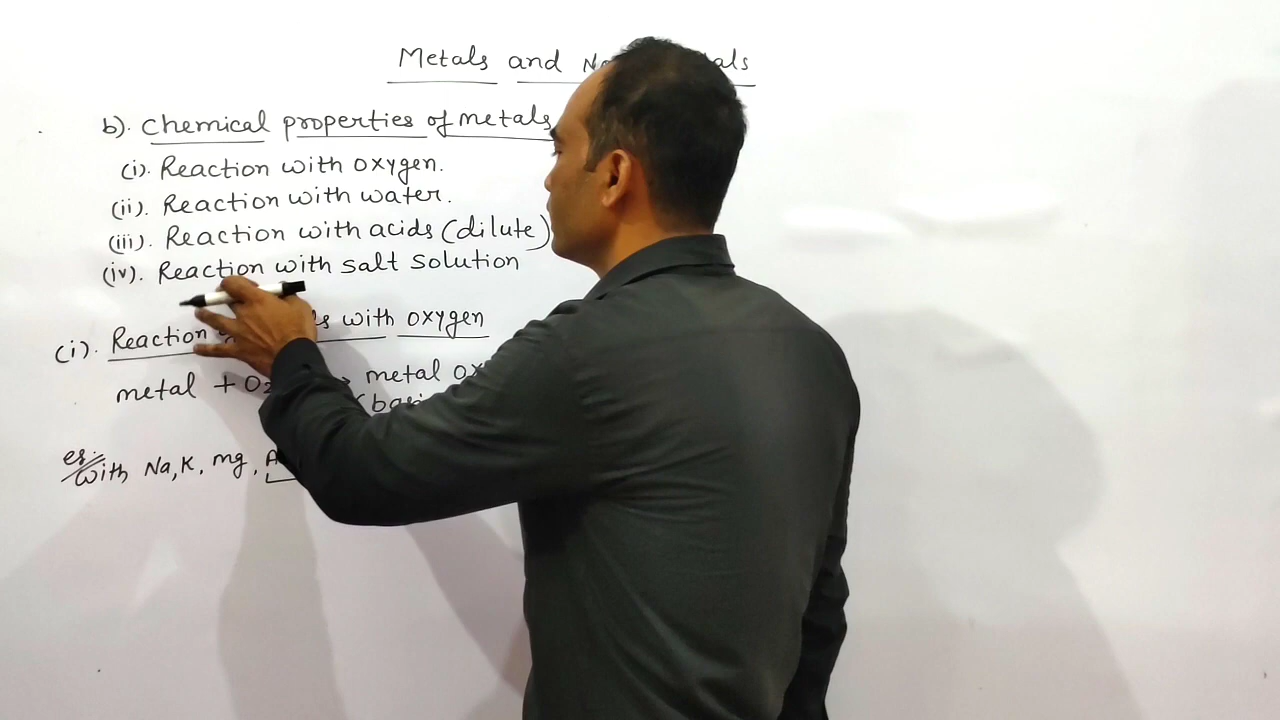 Metals and
b). Chemical properties of metals
(i). Reaction with oxygen.
(ii). Reaction with water.
(iii). Reaction with acids (dilute)
(iv). Reaction with salt solution
(i). Reaction with oxygen
metal + O2 metal
eg:-
with Na, K, mg,